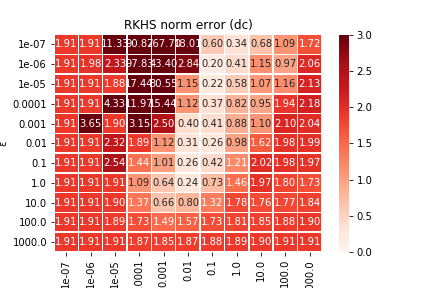 RKHS norm error (dc)
1e-07 1.91 1.91 11.33 0.60 0.34 0.68 1.09 1.72
1e-06 1.91 1.98 2.33 97.83 43.40 2.84 0.20 0.41 1.15 0.97 2.06
1e-05 1.91 1.91 1.88 17.44 80.55 1.15 0.22 0.58 1.07 1.16 2.13
0.0001 1.91 1.91 4.33 11.97 15.44 1.12 0.37 0.82 0.95 1.94 2.18
0.001 1.91 3.65 1.90 3.15 2.50 0.40 0.41 0.88 1.10 2.10 2.04
0.01 1.91 1.91 2.32 1.89 1.12 0.31 0.26 0.98 1.62 1.98 1.99
0.1 1.91 1.91 2.54 1.44 1.01 0.26 0.42 1.21 2.02 1.98 1.97
1.0 1.91 1.91 1.91 1.09 0.64 0.24 0.73 1.46 1.97 1.80 1.73
10.0 1.91 1.91 1.90 1.37 0.66 0.80 1.32 1.78 1.76 1.77 1.84
100.0 1.91 1.91 1.89 1.73 1.49 1.57 1.73 1.81 1.85 1.88 1.90
1000.0 1.91 1.91 1.91 1.87 1.85 1.87 1.88 1.89 1.90 1.91 1.91
1e-07 1e-06 1e-05 0001 0.001 0.01 0.1 1.0 10.0 100.0 000.0
ε
3.0
2.5
2.0
1.5
1.0
0.5
0.0